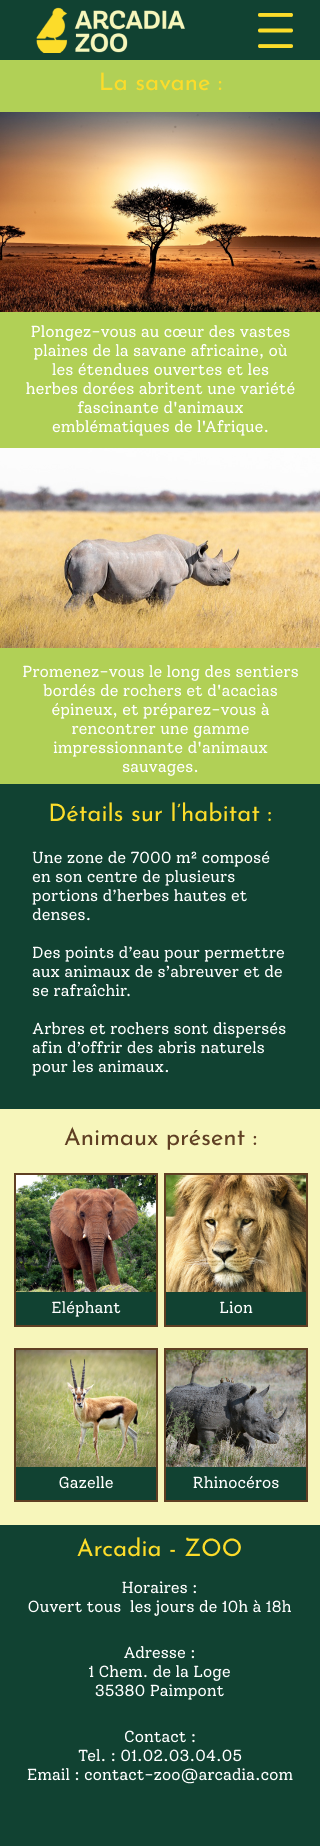 ARCADIA
ZOO
La savane :
Plongez-vous au cœur des vastes
plaines de la savane africaine, où
les étendues ouvertes et les
herbes dorées abritent une variété
fascinante d'animaux
emblématiques de l'Afrique.
Promenez-vous le long des sentiers
bordés de rochers et d'acacias
épineux, et préparez-vous à
rencontrer une gamme
impressionnante d'animaux
sauvages.
Détails sur l’habitat :
Une zone de 7000 m² composé
en son centre de plusieurs
portions d’herbes hautes et
denses.
Des points d’eau pour permettre
aux animaux de s’abreuver et de
se rafraîchir.
Arbres et rochers sont dispersés
afin d’offrir des abris naturels
pour les animaux.
Animaux présent :
Eléphant
Lion
Gazelle
Rhinocéros
Arcadia - ZOO
Horaires :
Ouvert tous  les jours de 10h à 18h
Adresse :
1 Chem. de la Loge
35380 Paimpont
Contact :
Tel. : 01.02.03.04.05
Email : contact-zoo@arcadia.com